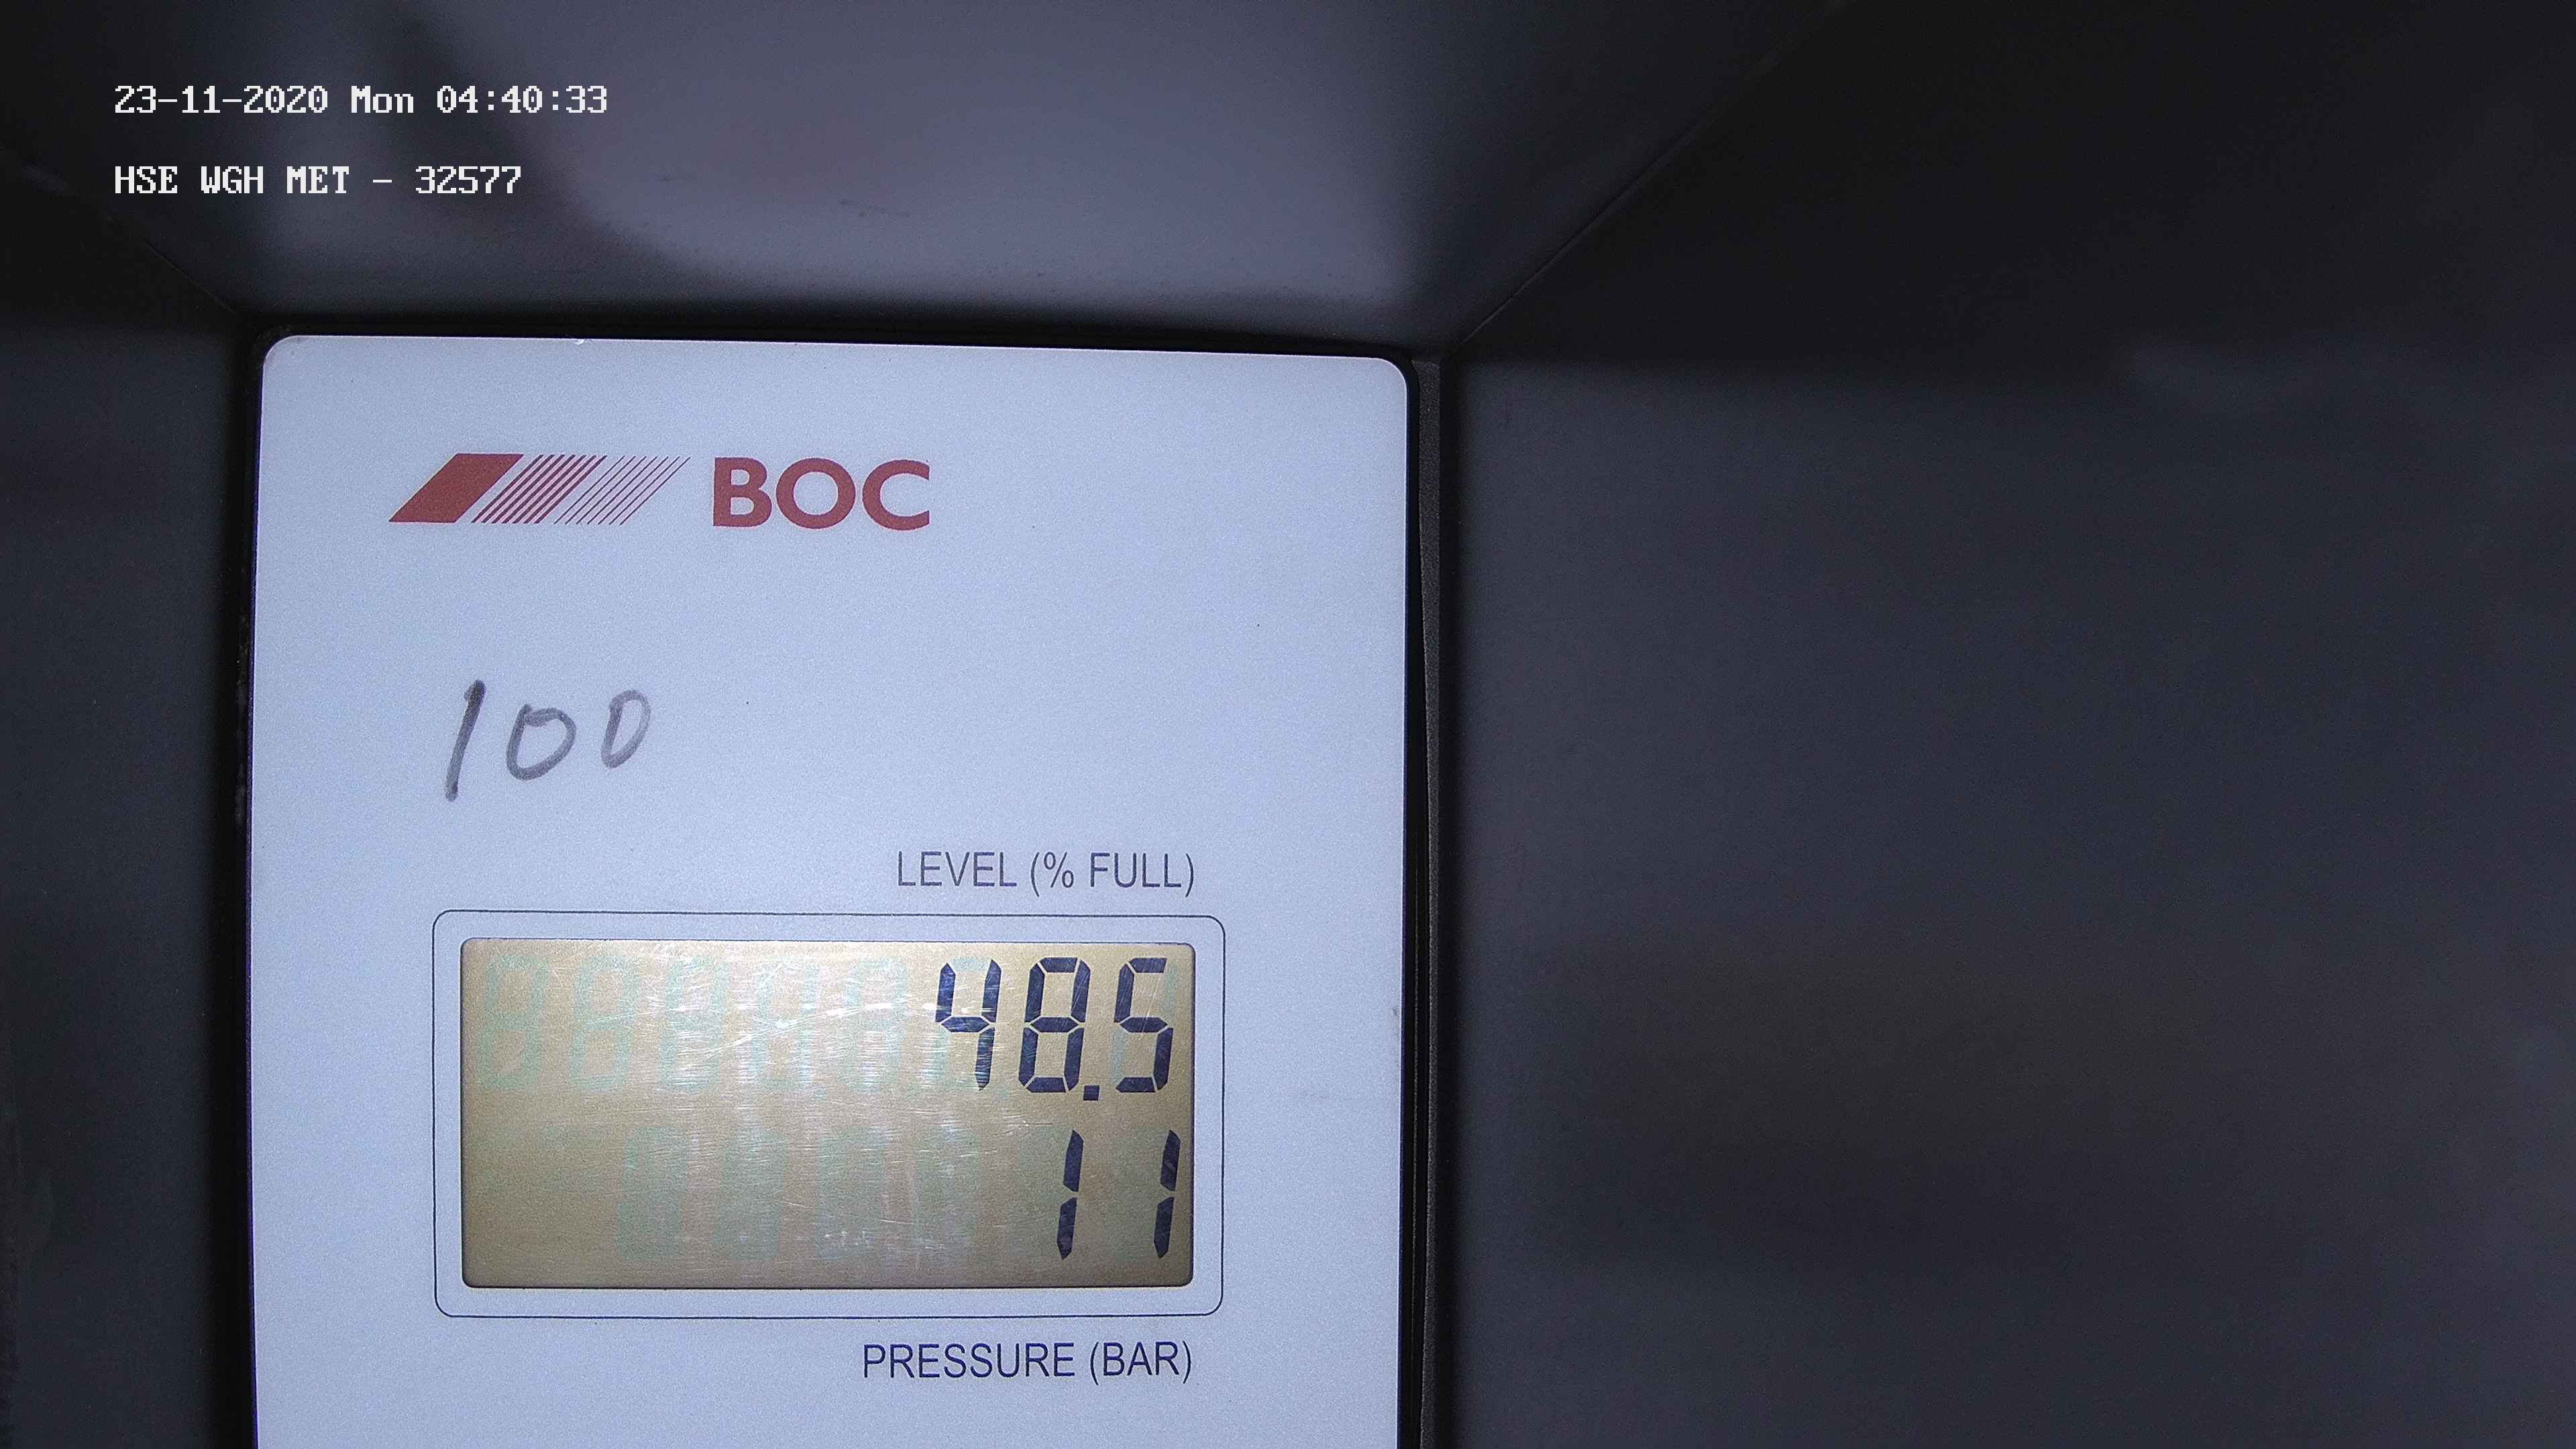 23-11-2020 Mon 04:40:33
HSE WGH MET - 32577
BOC
100
LEVEL (% FULL)
48.5
11
PRESSURE (BAR)